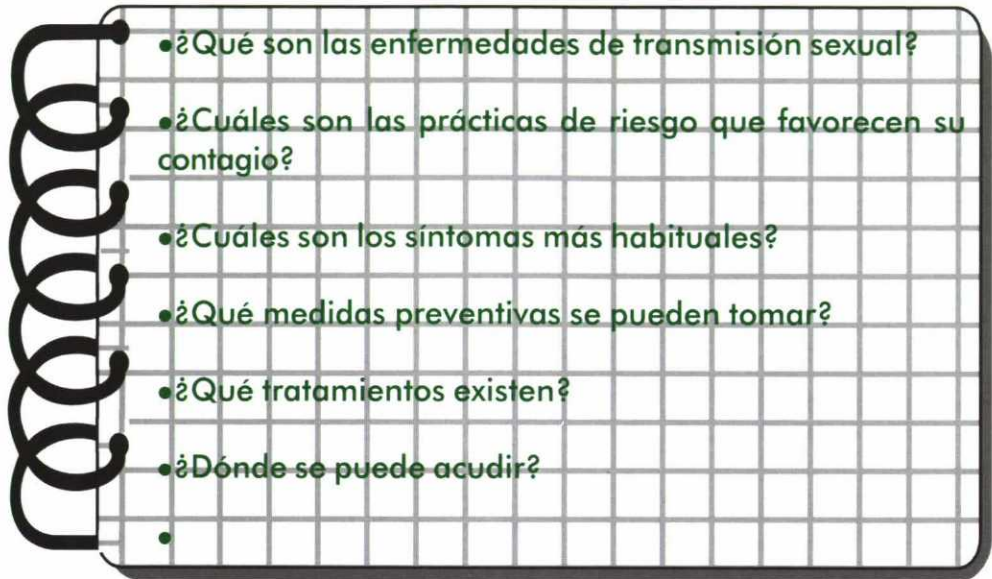 •¿Qué son las enfermedades de transmisión sexual?
•¿Cuáles son las prácticas de riesgo que favorecen su
contagio?
•¿Cuáles son los síntomas más habituales?
•¿Qué medidas preventivas se pueden tomar?
•¿Qué tratamientos existen?
•¿Dónde se puede acudir?
•